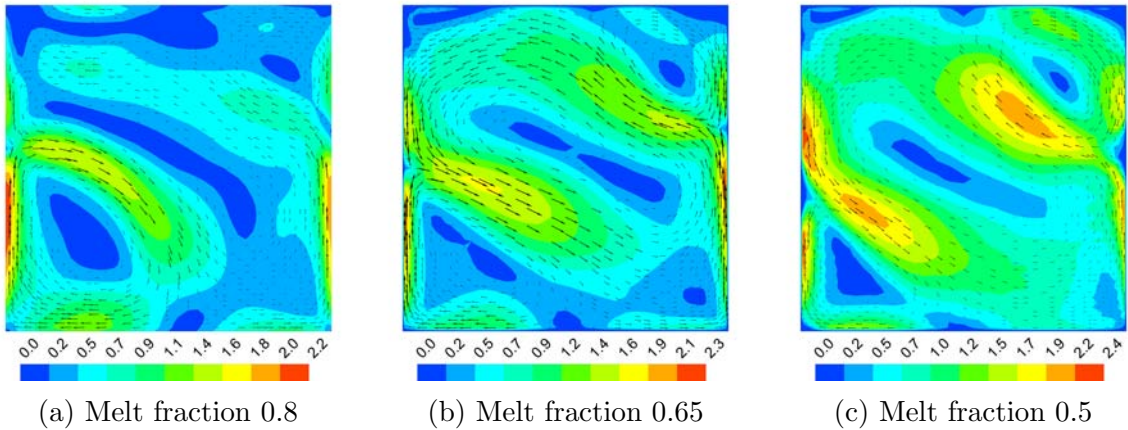 0.0 0.2 0.5 0.7 0.9 1.1 1.4 1.6 1.8 2.0 2.2
0.0 0.2 0.5 0.7 0.9 1.2 1.4 1.6 1.9 2.1 2.3
0.0 0.2 0.5 0.7 1.0 1.2 1.4 1.7 1.9 2.2 2.4
(a) Melt fraction 0.8
(b) Melt fraction 0.65
(c) Melt fraction 0.5